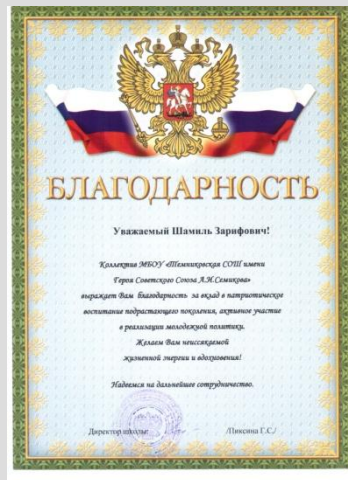 БЛАГОДАРНОСТЬ
Уважаемый Шамиль Зарифович!
Коллектив МБОУ «Темниковская СОШ имени
Героя Советского Союза А.И.Семикова»
выражает Вам Благодарность за вклад в патриотическое
воспитание подрастающего поколения, активное участие
в реализации молодежной политики.
Желаем Вам неиссякаемой
жизненной энергии и вдохновения!
Надеемся на дальнейшее сотрудничество.
Директор школы: /Пиксина Г.С./